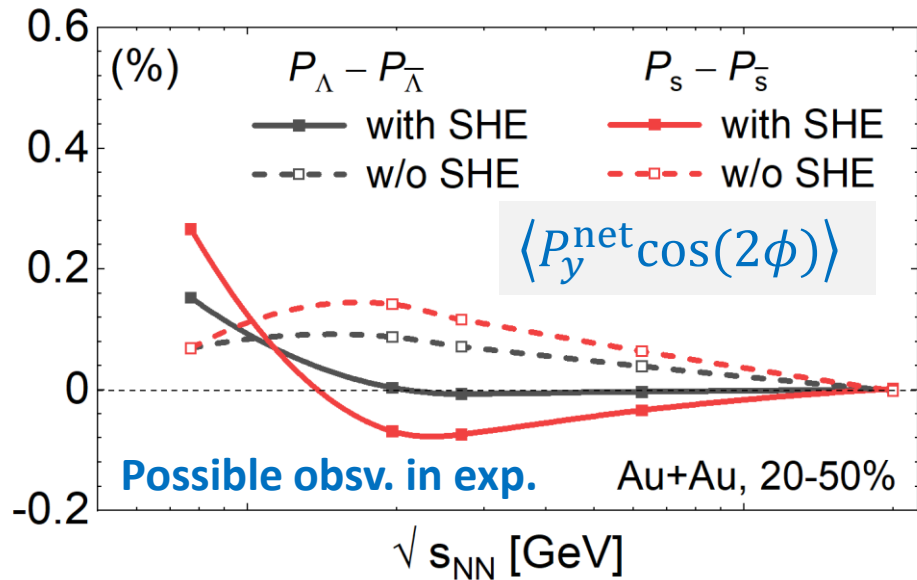 0.6
(%)
P_Λ − P_Λ̅
P_s − P_s̅
with SHE
with SHE
w/o SHE
w/o SHE
0.4
⟨P_y^net cos(2ϕ)⟩
0.2
0
Possible obsv. in exp.
Au+Au, 20-50%
-0.2
√ s_NN [GeV]